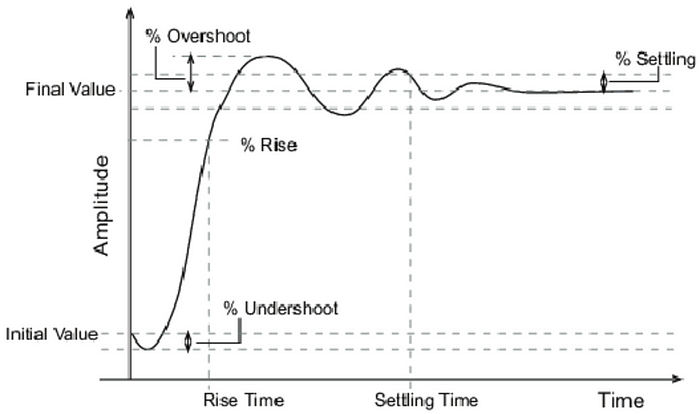 % Overshoot
% Settling
Final Value
% Rise
Amplitude
% Undershoot
Initial Value
Rise Time
Settling Time
Time